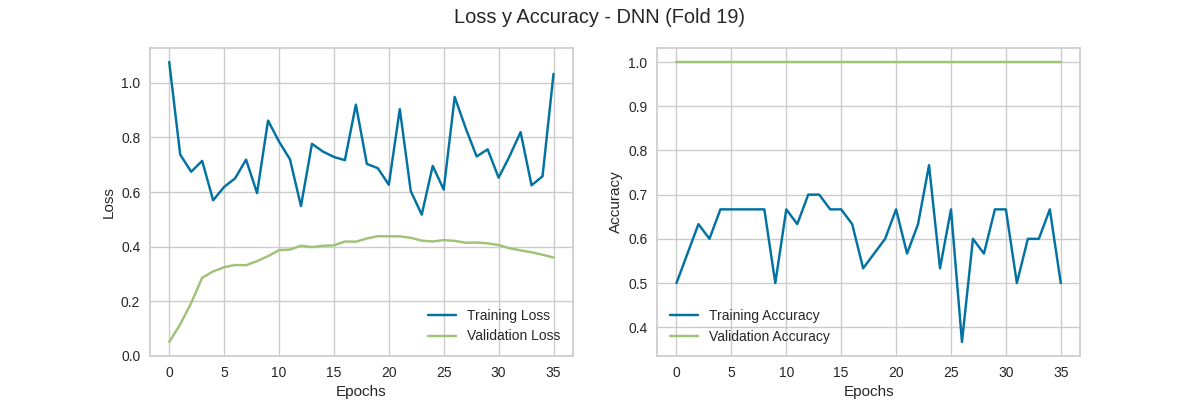 Loss y Accuracy - DNN (Fold 19)
Loss
1.0
0.8
0.6
0.4
0.2
0.0
0 5 10 15 20 25 30 35
Epochs
Training Loss
Validation Loss
Accuracy
1.0
0.9
0.8
0.7
0.6
0.5
0.4
0 5 10 15 20 25 30 35
Epochs
Training Accuracy
Validation Accuracy